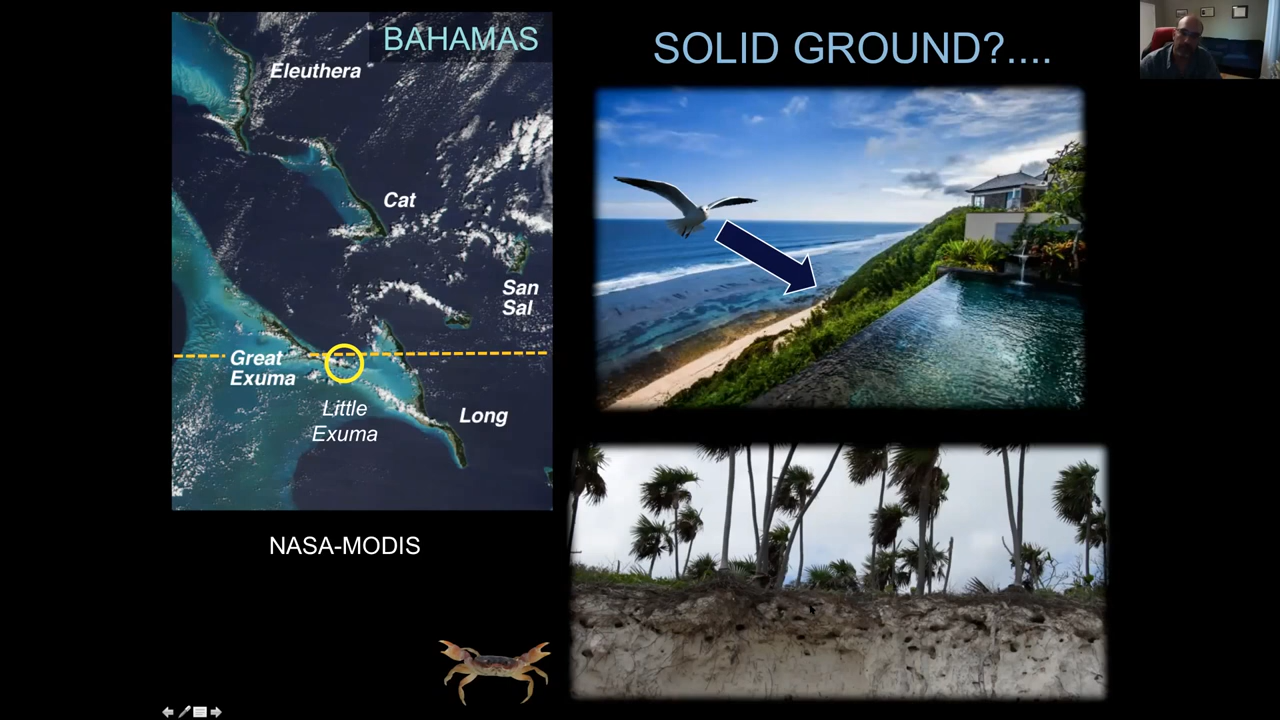 BAHAMAS
Eleuthera
Cat
San
Sal
Great
Exuma
Little
Exuma
Long
NASA-MODIS
SOLID GROUND?....